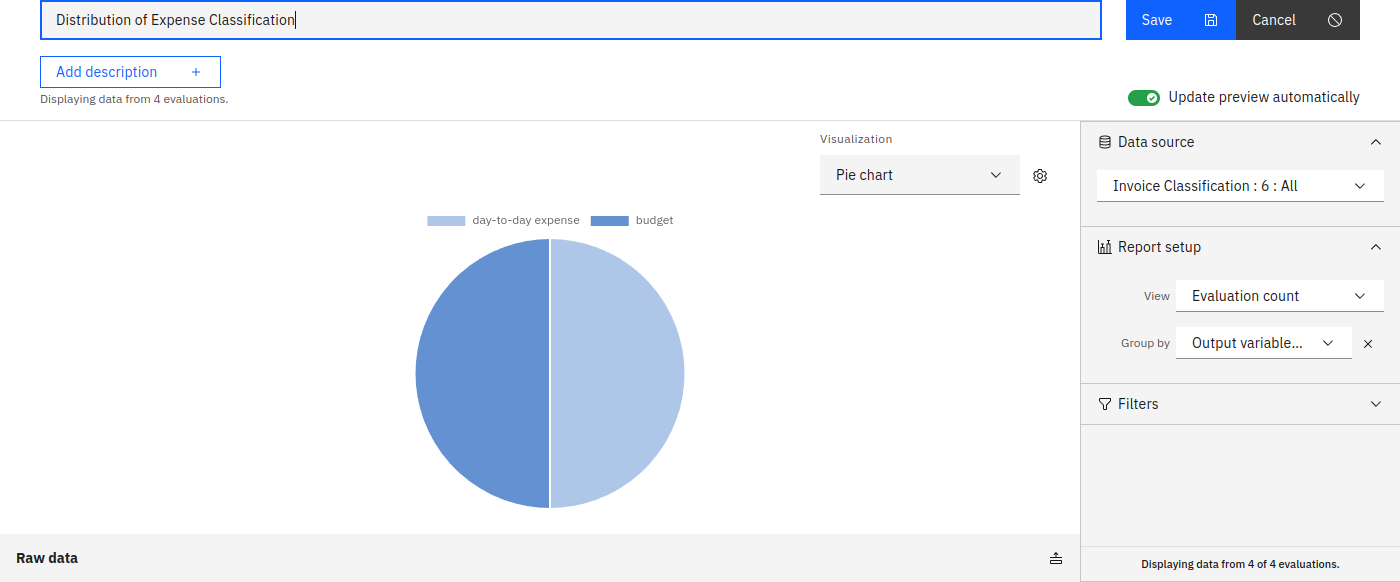 Distribution of Expense Classification
Save
Cancel
Add description
Displaying data from 4 evaluations.
Update preview automatically
Visualization
Pie chart
day-to-day expense
budget
Raw data
Data source
Invoice Classification : 6 : All
Report setup
View
Evaluation count
Group by
Output variable...
Filters
Displaying data from 4 of 4 evaluations.